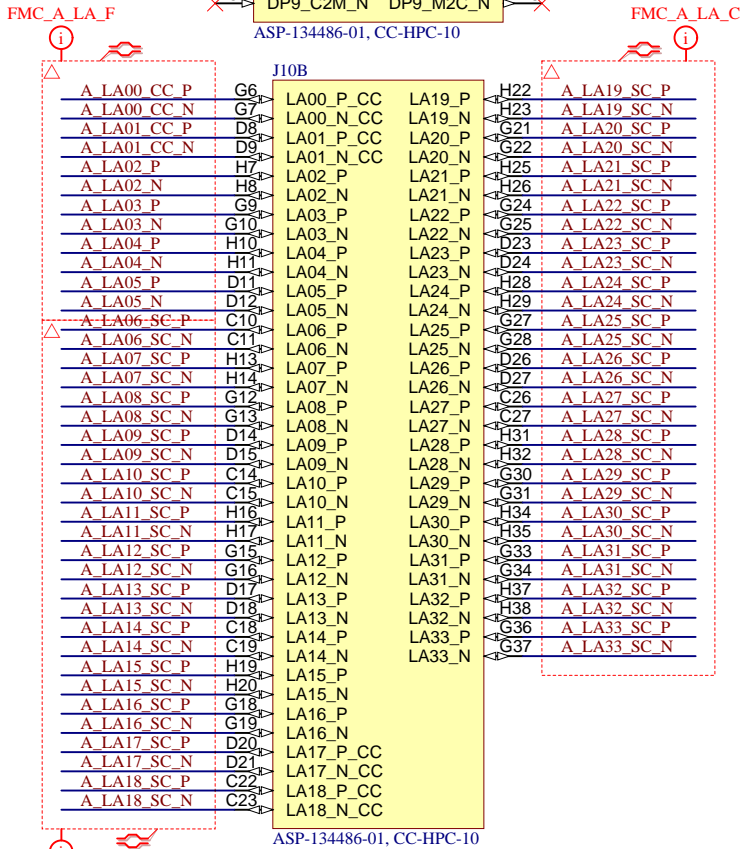 DP9_C2M_N DP9_M2C_N
FMC_A_LA_F FMC_A_LA_C
ASP-134486-01, CC-HPC-10
J10B
A_LA00_CC_P G6 LA00_P_CC LA19_P H22 A_LA19_SC_P
A_LA00_CC_N G7 LA00_N_CC LA19_N H23 A_LA19_SC_N
A_LA01_CC_P D8 LA01_P_CC LA20_P G21 A_LA20_SC_P
A_LA01_CC_N D9 LA01_N_CC LA20_N G22 A_LA20_SC_N
A_LA02_P H7 LA02_P LA21_P H25 A_LA21_SC_P
A_LA02_N H8 LA02_N LA21_N H26 A_LA21_SC_N
A_LA03_P G9 LA03_P LA22_P G24 A_LA22_SC_P
A_LA03_N G10 LA03_N LA22_N G25 A_LA22_SC_N
A_LA04_P H10 LA04_P LA23_P D23 A_LA23_SC_P
A_LA04_N H11 LA04_N LA23_N D24 A_LA23_SC_N
A_LA05_P D11 LA05_P LA24_P H28 A_LA24_SC_P
A_LA05_N D12 LA05_N LA24_N H29 A_LA24_SC_N
A_LA06_SC_P C10 LA06_P LA25_P G27 A_LA25_SC_P
A_LA06_SC_N C11 LA06_N LA25_N G28 A_LA25_SC_N
A_LA07_SC_P H13 LA07_P LA26_P D26 A_LA26_SC_P
A_LA07_SC_N H14 LA07_N LA26_N D27 A_LA26_SC_N
A_LA08_SC_P G12 LA08_P LA27_P C26 A_LA27_SC_P
A_LA08_SC_N G13 LA08_N LA27_N C27 A_LA27_SC_N
A_LA09_SC_P D14 LA09_P LA28_P H31 A_LA28_SC_P
A_LA09_SC_N D15 LA09_N LA28_N H32 A_LA28_SC_N
A_LA10_SC_P C14 LA10_P LA29_P G30 A_LA29_SC_P
A_LA10_SC_N C15 LA10_N LA29_N G31 A_LA29_SC_N
A_LA11_SC_P H16 LA11_P LA30_P H34 A_LA30_SC_P
A_LA11_SC_N H17 LA11_N LA30_N H35 A_LA30_SC_N
A_LA12_SC_P G15 LA12_P LA31_P G33 A_LA31_SC_P
A_LA12_SC_N G16 LA12_N LA31_N G34 A_LA31_SC_N
A_LA13_SC_P D17 LA13_P LA32_P H37 A_LA32_SC_P
A_LA13_SC_N D18 LA13_N LA32_N H38 A_LA32_SC_N
A_LA14_SC_P C18 LA14_P LA33_P G36 A_LA33_SC_P
A_LA14_SC_N C19 LA14_N LA33_N G37 A_LA33_SC_N
A_LA15_SC_P H19 LA15_P
A_LA15_SC_N H20 LA15_N
A_LA16_SC_P G18 LA16_P
A_LA16_SC_N G19 LA16_N
A_LA17_SC_P D20 LA17_P_CC
A_LA17_SC_N D21 LA17_N_CC
A_LA18_SC_P C22 LA18_P_CC
A_LA18_SC_N C23 LA18_N_CC
ASP-134486-01, CC-HPC-10